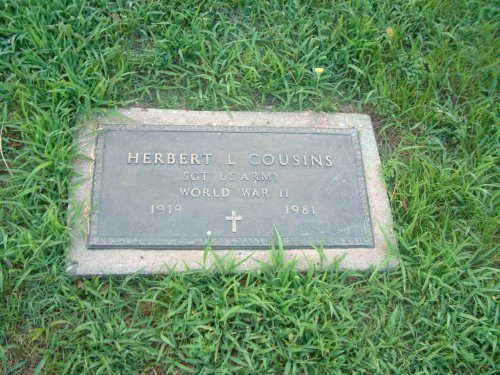 HERBERT L COUSINS
SGT US ARMY
WORLD WAR II
1919 1981